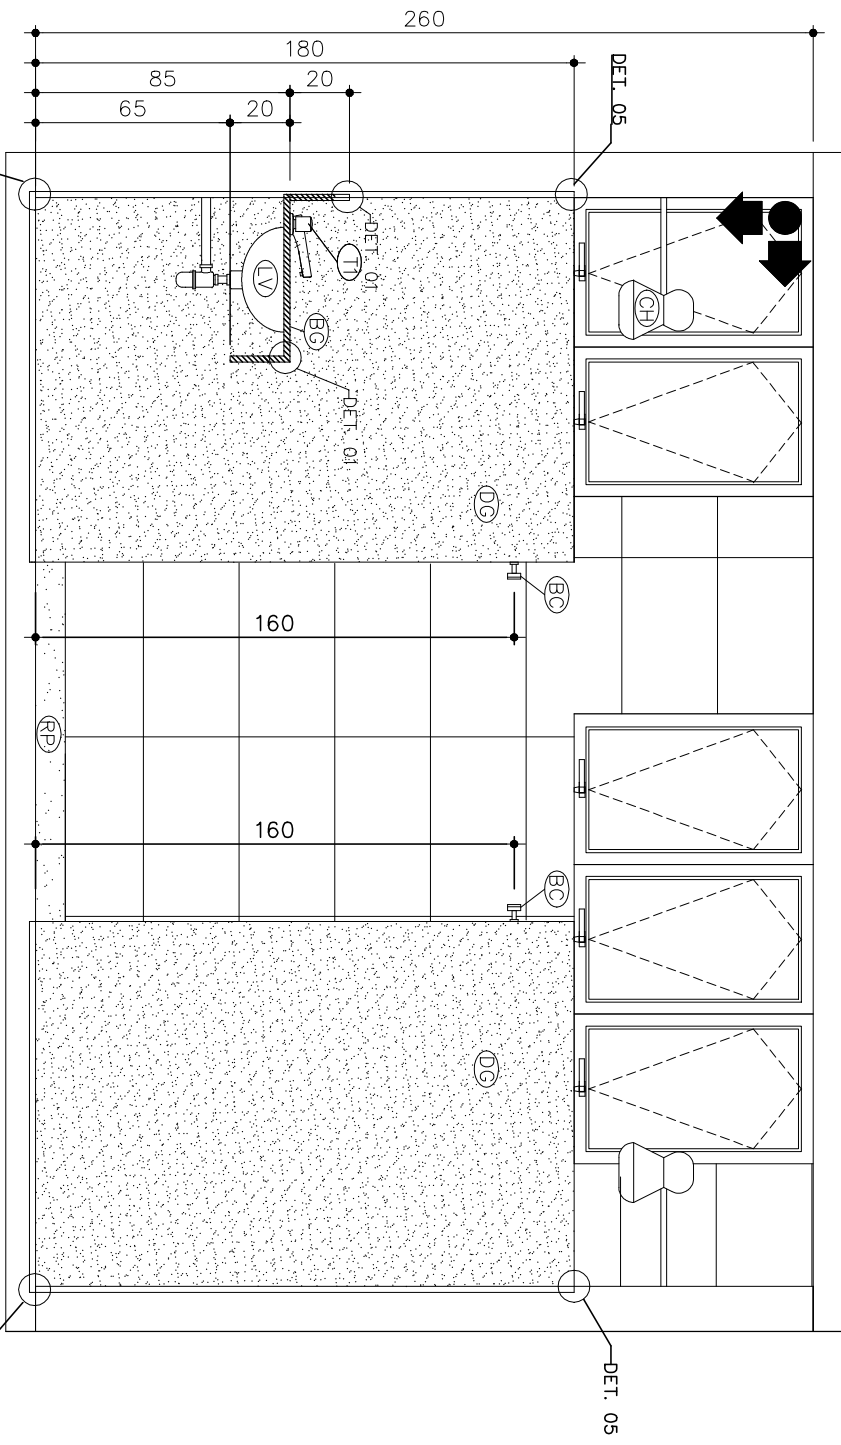 260
180
85
20
65
20
DET. 05
CH
T1
DET. 01
LV
BG
DET. 01
DG
BC
160
RP.
160
BC
DG
DET. 05